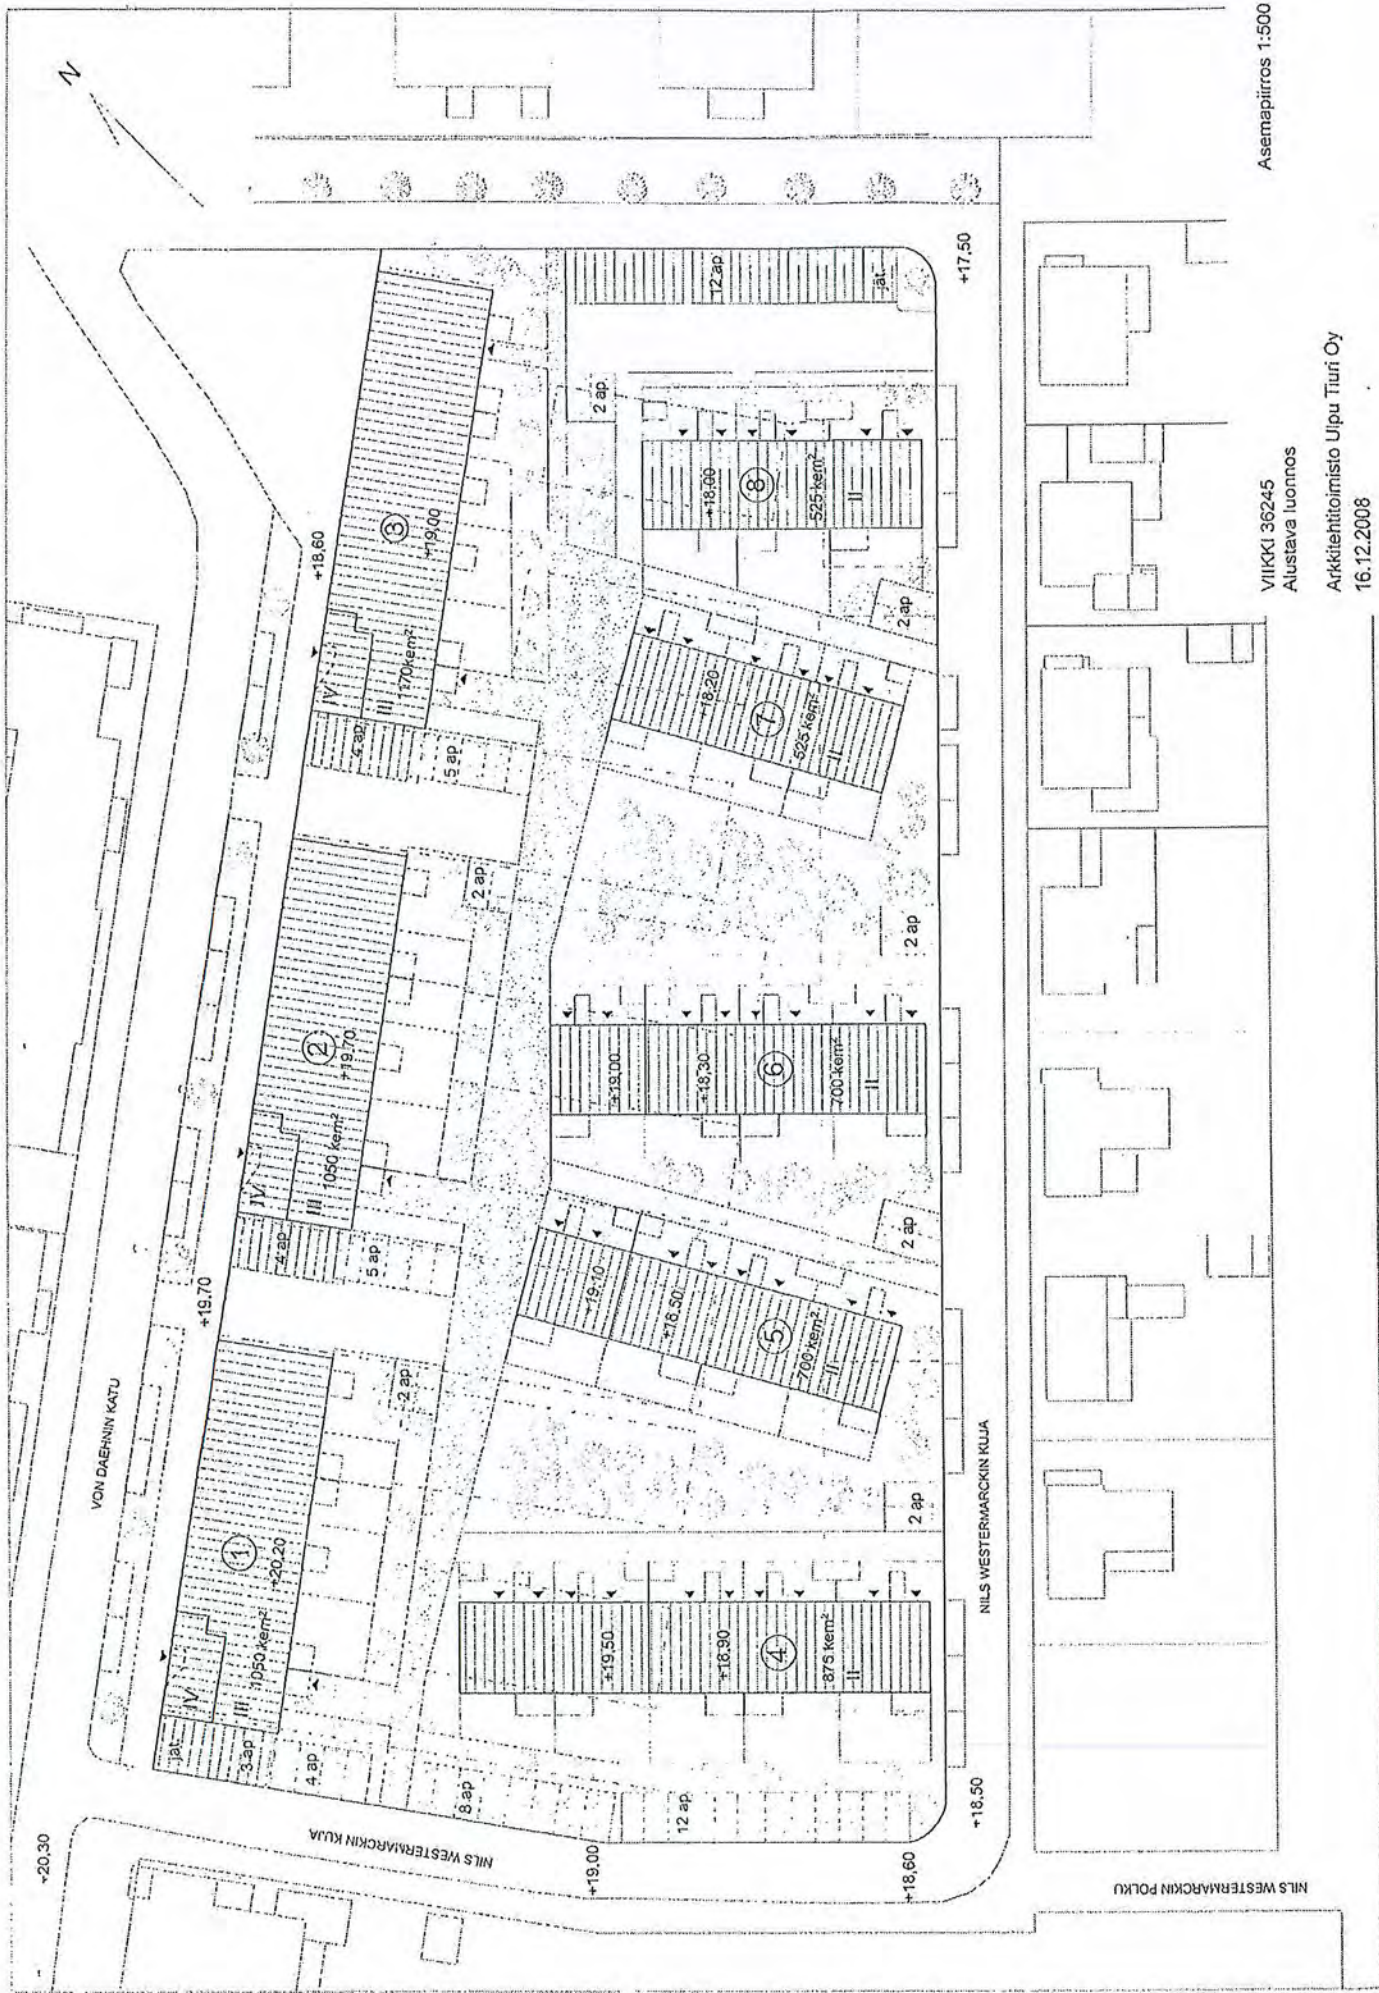 N
Asemapiirros 1:500
VON DAEHNIN KATU
+20,30
+19.70
+18,60
jät.
3 ap
4 ap
IV
III
1050 kem²
1
+20,20
2 ap
4 ap
5 ap
IV
III
1050 kem²
2
+19.70
2 ap
4 ap
5 ap
IV
III
1170 kem²
3
+19,00
NILS WESTERMARCKIN KUJA
8 ap
12 ap
+19,00
+18,60
+18,50
+19,50
+18,90
4
875 kem²
II
2 ap
+19,10
+18,50
5
700 kem²
II
2 ap
+19,00
+18,30
6
700 kem²
II
2 ap
+18,20
7
525 kem²
II
2 ap
2 ap
+18,00
8
525 kem²
II
12 ap
jät.
+17,50
NILS WESTERMARCKIN KUJA
NILS WESTERMARCKIN POLKU
VIIKKI 36245
Alustava luonnos
Arkkitehtitoimisto Ulpu Tiuri Oy
16.12.2008